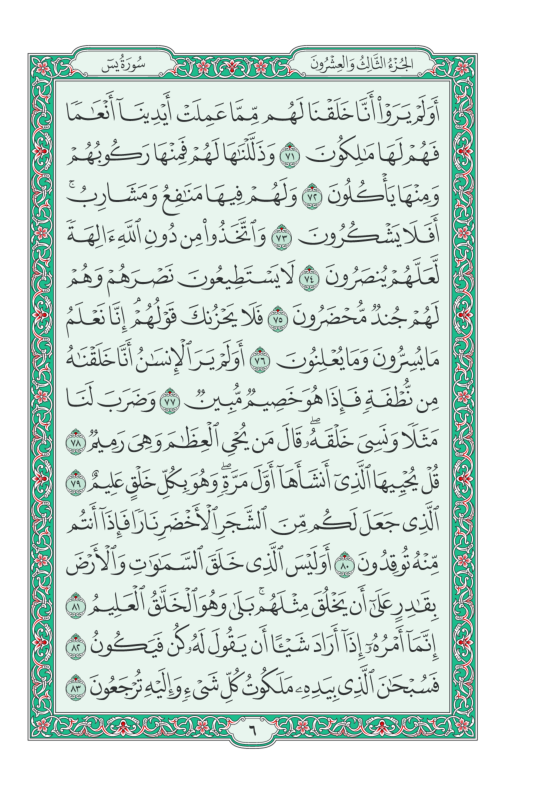 الجُزْءُ الثَّالِثُ وَالعِشْرُونَ
سُورَةُ يسٓ
أَوَلَمْ يَرَوْا۟ أَنَّا خَلَقْنَا لَهُم مِّمَّا عَمِلَتْ أَيْدِينَآ أَنْعَـٰمًا
فَهُمْ لَهَا مَـٰلِكُونَ ٧١ وَذَلَّلْنَـٰهَا لَهُمْ فَمِنْهَا رَكُوبُهُمْ
وَمِنْهَا يَأْكُلُونَ ٧٢ وَلَهُمْ فِيهَا مَنَـٰفِعُ وَمَشَارِبُ ۚ
أَفَلَا يَشْكُرُونَ ٧٣ وَٱتَّخَذُوا۟ مِن دُونِ ٱللَّهِ ءَالِهَةً
لَّعَلَّهُمْ يُنصَرُونَ ٧٤ لَا يَسْتَطِيعُونَ نَصْرَهُمْ وَهُمْ
لَهُمْ جُندٌ مُّحْضَرُونَ ٧٥ فَلَا يَحْزُنكَ قَوْلُهُمْ ۘ إِنَّا نَعْلَمُ
مَا يُسِرُّونَ وَمَا يُعْلِنُونَ ٧٦ أَوَلَمْ يَرَ ٱلْإِنسَـٰنُ أَنَّا خَلَقْنَـٰهُ
مِن نُّطْفَةٍ فَإِذَا هُوَ خَصِيمٌ مُّبِينٌ ٧٧ وَضَرَبَ لَنَا
مَثَلًا وَنَسِىَ خَلْقَهُۥ ۖ قَالَ مَن يُحْىِ ٱلْعِظَـٰمَ وَهِىَ رَمِيمٌ ٧٨
قُلْ يُحْيِيهَا ٱلَّذِىٓ أَنشَأَهَآ أَوَّلَ مَرَّةٍ ۖ وَهُوَ بِكُلِّ خَلْقٍ عَلِيمٌ ٧٩
ٱلَّذِى جَعَلَ لَكُم مِّنَ ٱلشَّجَرِ ٱلْأَخْضَرِ نَارًا فَإِذَآ أَنتُم
مِّنْهُ تُوقِدُونَ ٨٠ أَوَلَيْسَ ٱلَّذِى خَلَقَ ٱلسَّمَـٰوَٰتِ وَٱلْأَرْضَ
بِقَـٰدِرٍ عَلَىٰٓ أَن يَخْلُقَ مِثْلَهُم ۚ بَلَىٰ وَهُوَ ٱلْخَلَّـٰقُ ٱلْعَلِيمُ ٨١
إِنَّمَآ أَمْرُهُۥٓ إِذَآ أَرَادَ شَيْـًٔا أَن يَقُولَ لَهُۥ كُن فَيَكُونُ ٨٢
فَسُبْحَـٰنَ ٱلَّذِى بِيَدِهِۦ مَلَكُوتُ كُلِّ شَىْءٍ وَإِلَيْهِ تُرْجَعُونَ ٨٣
٦